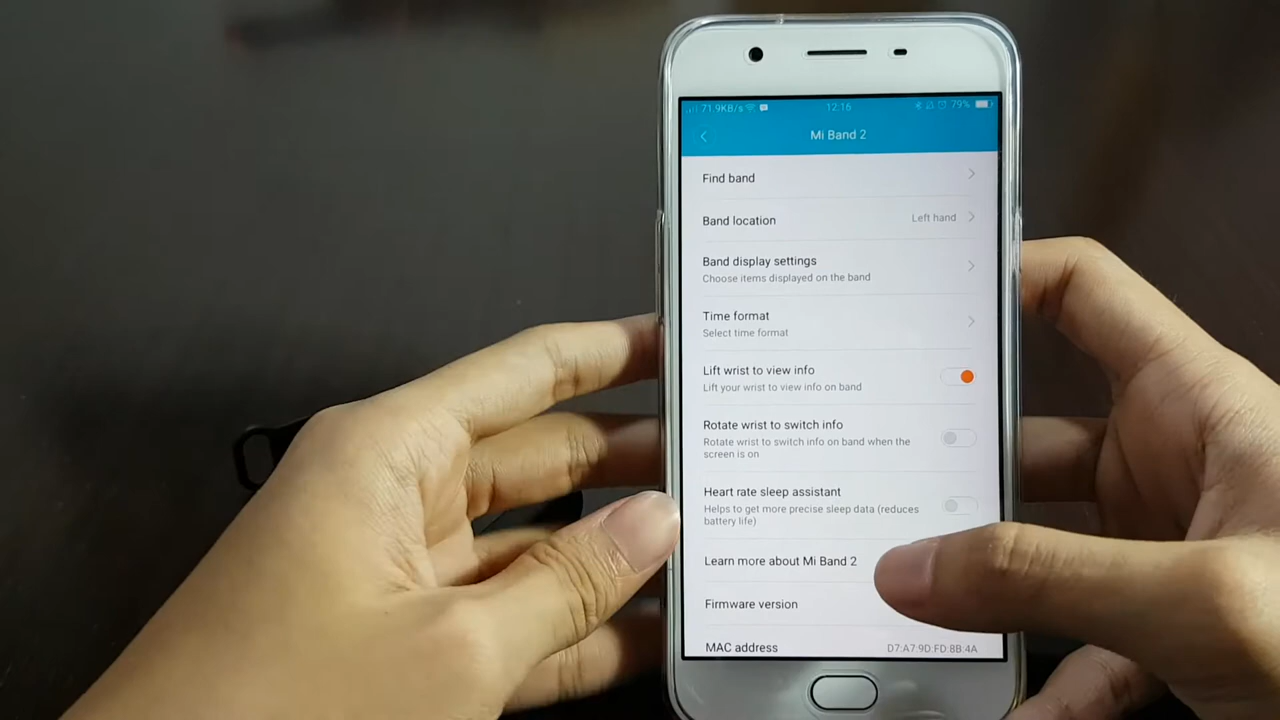 71.9KB/s 12:16 79%
Mi Band 2
Find band
Band location Left hand
Band display settings
Choose items displayed on the band
Time format
Select time format
Lift wrist to view info
Lift your wrist to view info on band
Rotate wrist to switch info
Rotate wrist to switch info on band when the
screen is on
Heart rate sleep assistant
Helps to get more precise sleep data (reduces
battery life)
Learn more about Mi Band 2
Firmware version
MAC address D7:A7:9D:FD:8B:4A